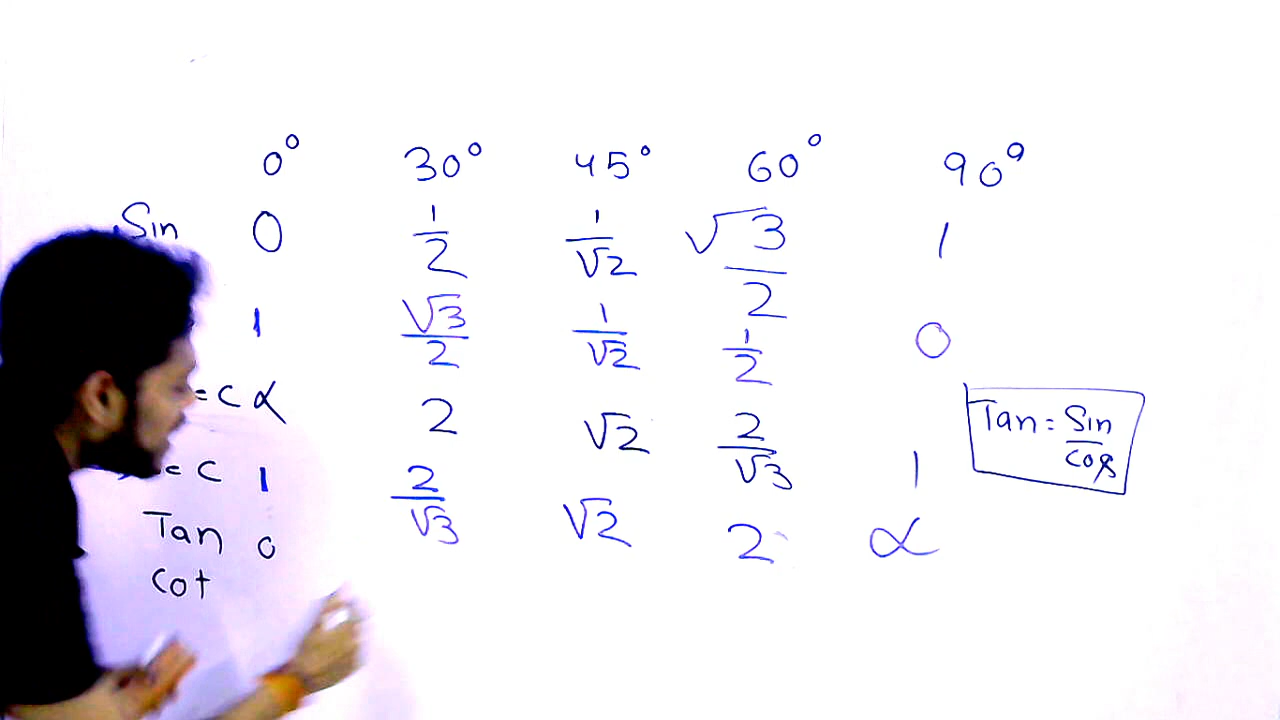 0° 30° 45° 60° 90°
Sin 0 1/2 1/√2 √3/2 1
1 √3/2 1/√2 1/2 0
=C α 2 √2 2/√3 1
=C 1 2/√3 √2 2 α
Tan 0
Cot
Tan = Sin/Cos